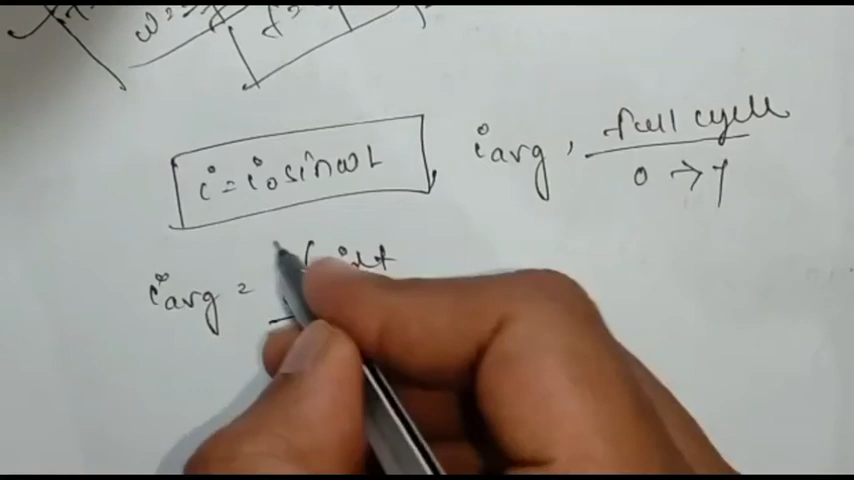 i = i₀ sin ωt
i avg , full cycle
0 → T
i avg = ∫ i dt